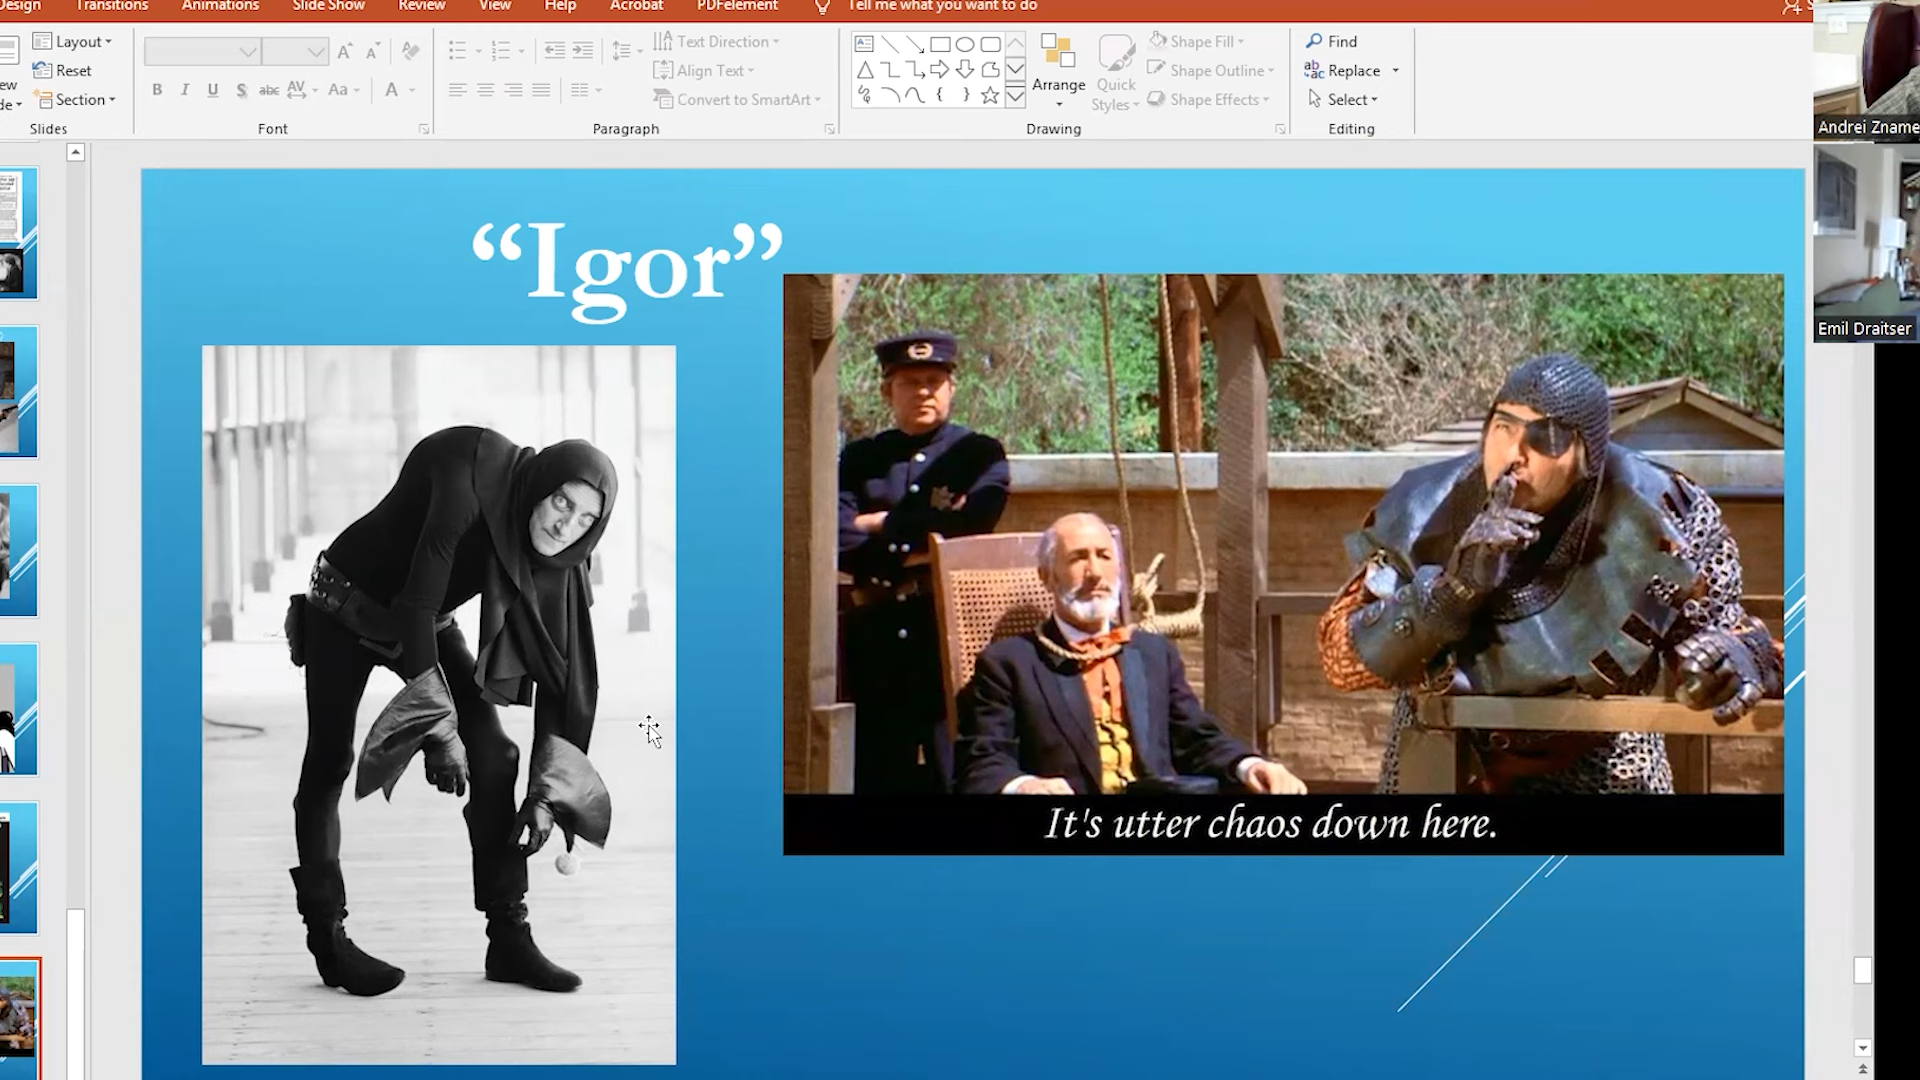 Design Transitions Animations Slide Show Review View Help Acrobat PDFelement Tell me what you want to do
Layout
Reset
Section
Slides
Font
Text Direction
Align Text
Convert to SmartArt
Paragraph
Arrange
Quick Styles
Shape Fill
Shape Outline
Shape Effects
Drawing
Find
Replace
Select
Editing
Andrei Zname
Emil Draitser
“Igor”
It's utter chaos down here.